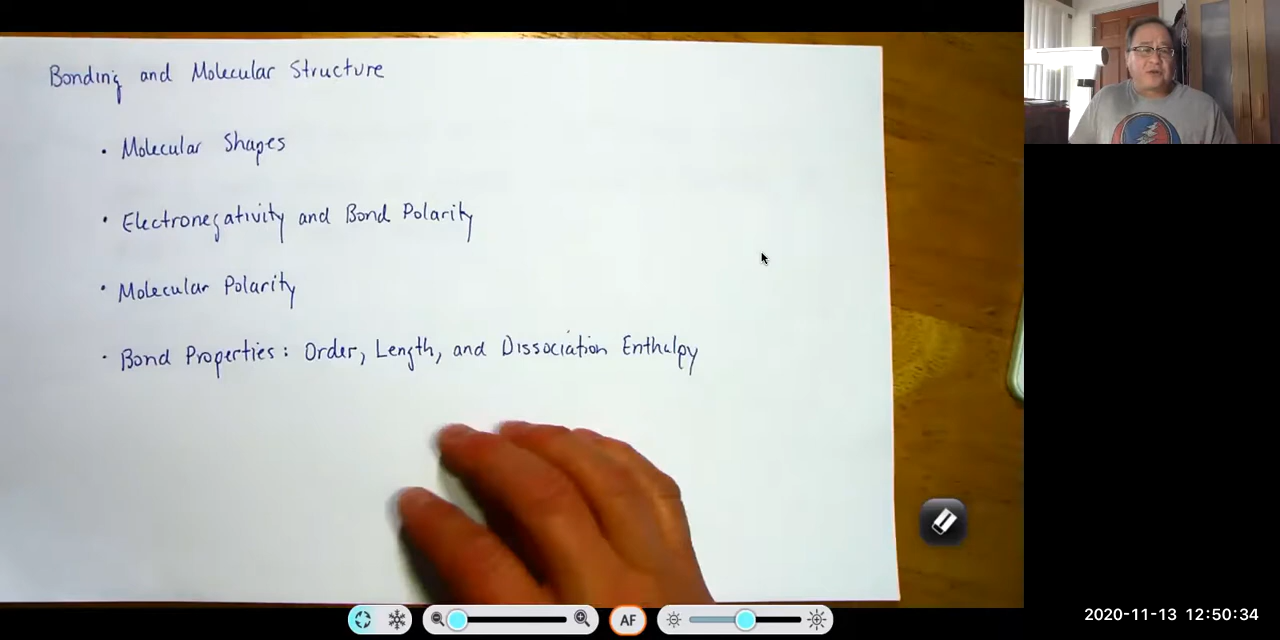 Bonding and Molecular Structure
• Molecular Shapes
• Electronegativity and Bond Polarity
• Molecular Polarity
• Bond Properties: Order, Length, and Dissociation Enthalpy
AF
2020-11-13 12:50:34